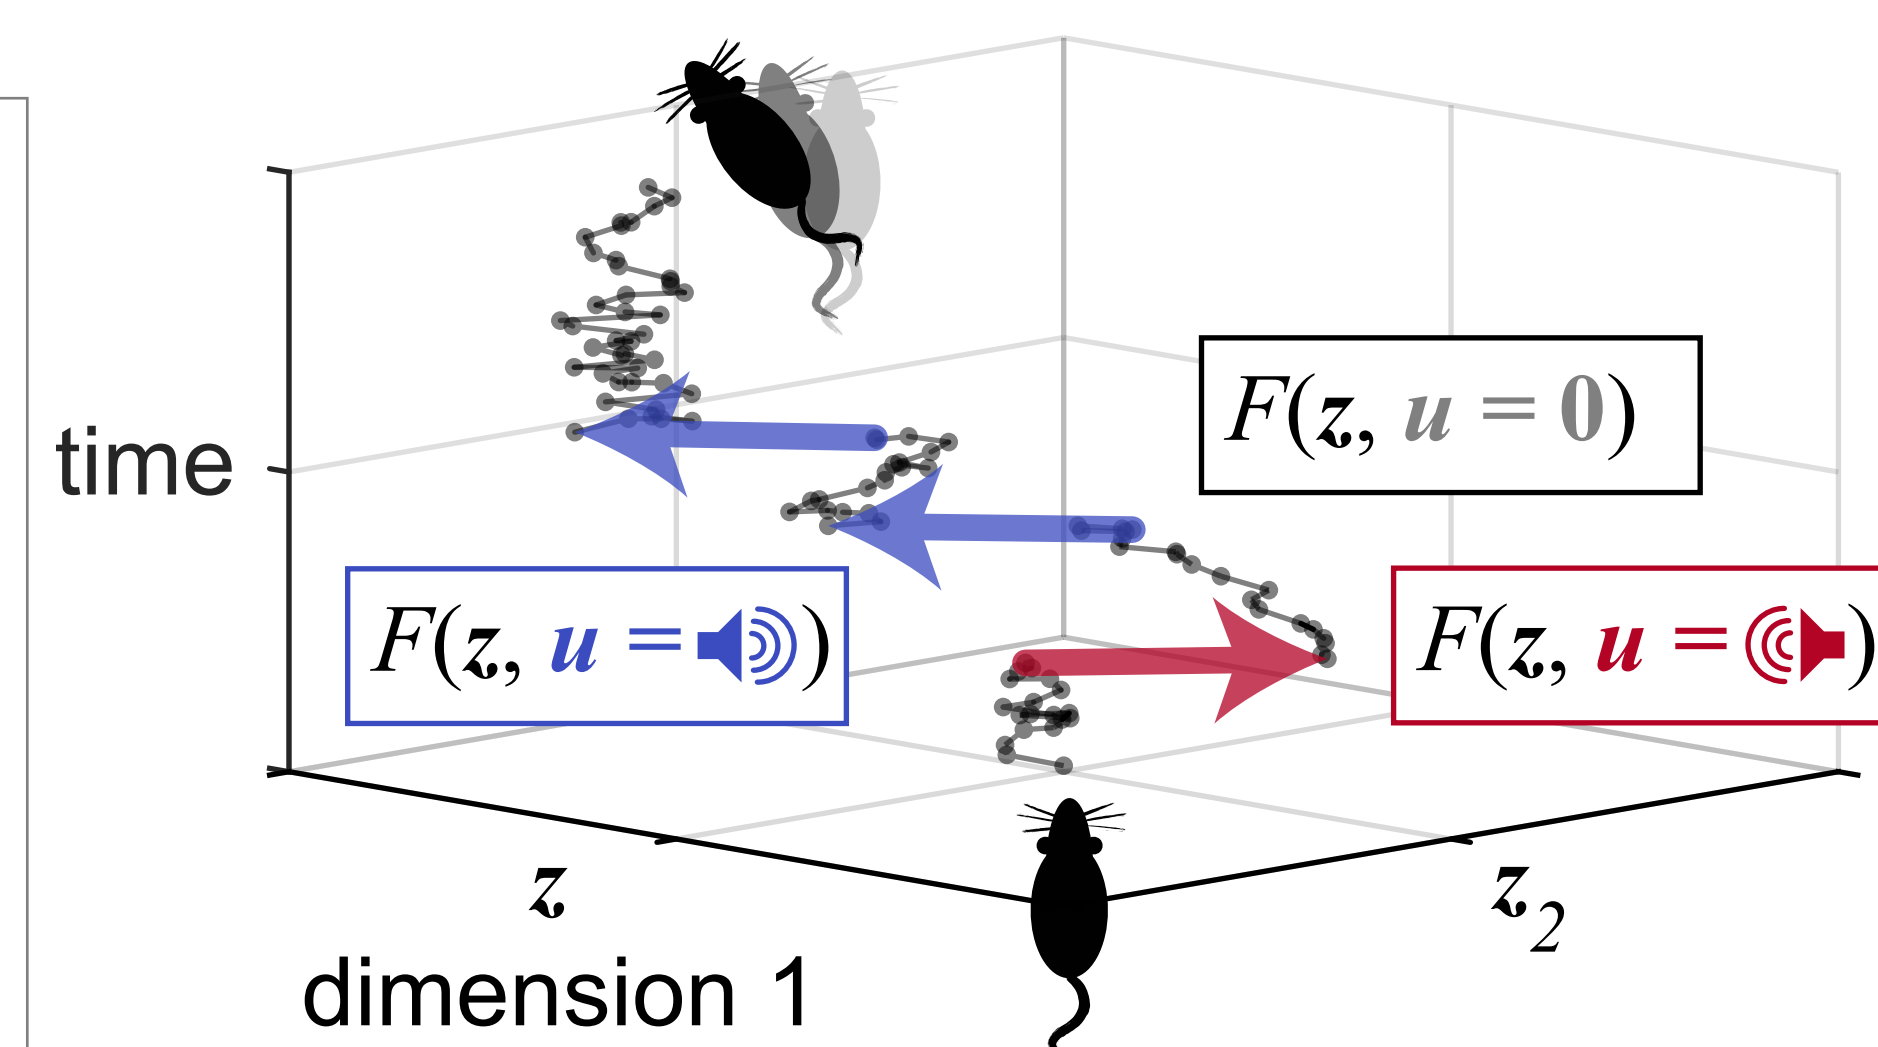 F(z, u = 0)
time
F(z, u = 🔊)
F(z, u = 🔊)
z
dimension 1
z₂